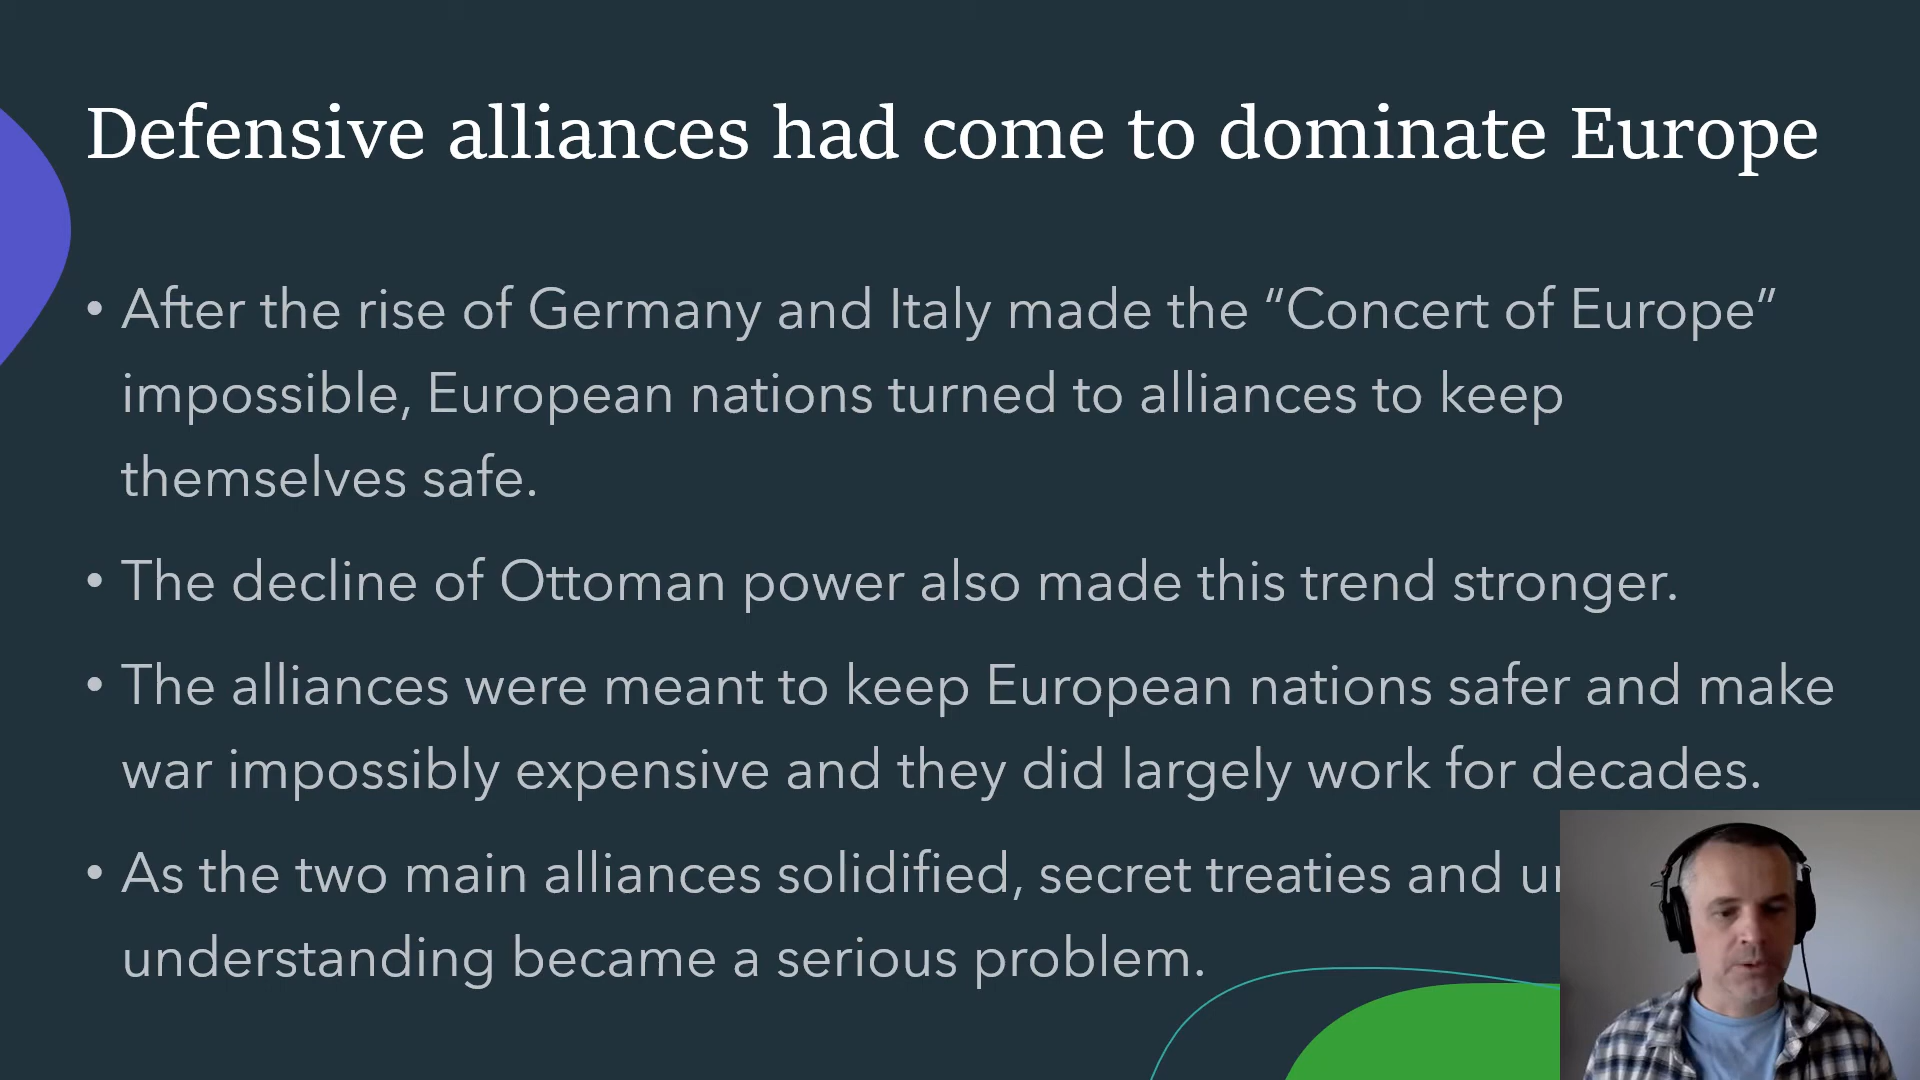 Defensive alliances had come to dominate Europe
• After the rise of Germany and Italy made the “Concert of Europe”
impossible, European nations turned to alliances to keep
themselves safe.
• The decline of Ottoman power also made this trend stronger.
• The alliances were meant to keep European nations safer and make
war impossibly expensive and they did largely work for decades.
• As the two main alliances solidified, secret treaties and
understanding became a serious problem.